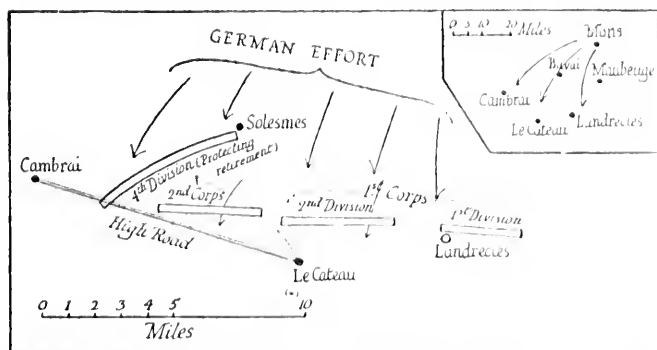 GERMAN EFFORT
0 5 10 20 Miles
Mons
Bavai
Maubeuge
Cambrai
Le Cateau
Landrecies
Solesmes
4th Division (Protecting
retirement)
Cambrai
2nd Corps
1st Corps
2nd Division
1st Division
High Road
Landrecies
Le Cateau
0 1 2 3 4 5 10
Miles